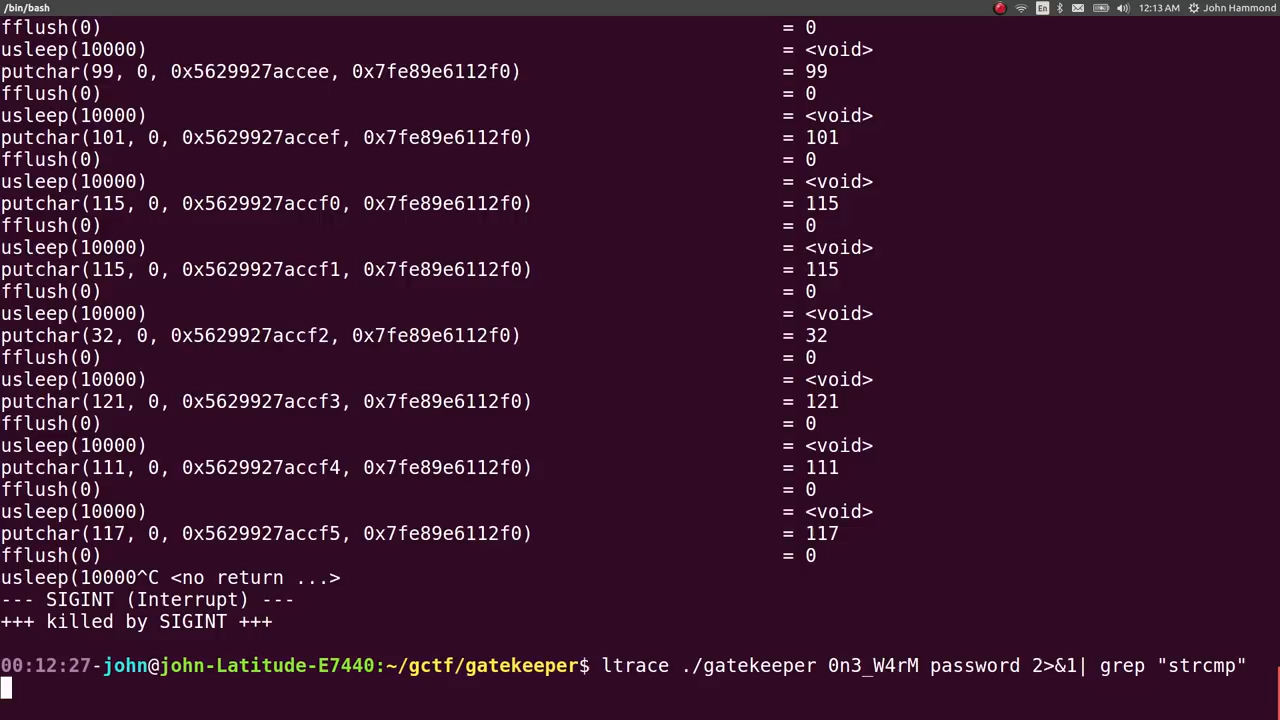 /bin/bash En 12:13 AM John Hammond
fflush(0) = 0
usleep(10000) = <void>
putchar(99, 0, 0x5629927accee, 0x7fe89e6112f0) = 99
fflush(0) = 0
usleep(10000) = <void>
putchar(101, 0, 0x5629927accef, 0x7fe89e6112f0) = 101
fflush(0) = 0
usleep(10000) = <void>
putchar(115, 0, 0x5629927accf0, 0x7fe89e6112f0) = 115
fflush(0) = 0
usleep(10000) = <void>
putchar(115, 0, 0x5629927accf1, 0x7fe89e6112f0) = 115
fflush(0) = 0
usleep(10000) = <void>
putchar(32, 0, 0x5629927accf2, 0x7fe89e6112f0) = 32
fflush(0) = 0
usleep(10000) = <void>
putchar(121, 0, 0x5629927accf3, 0x7fe89e6112f0) = 121
fflush(0) = 0
usleep(10000) = <void>
putchar(111, 0, 0x5629927accf4, 0x7fe89e6112f0) = 111
fflush(0) = 0
usleep(10000) = <void>
putchar(117, 0, 0x5629927accf5, 0x7fe89e6112f0) = 117
fflush(0) = 0
usleep(10000^C <no return ...>
--- SIGINT (Interrupt) ---
+++ killed by SIGINT +++
00:12:27-john@john-Latitude-E7440:~/gctf/gatekeeper$ ltrace ./gatekeeper 0n3_W4rM password 2>&1| grep "strcmp"